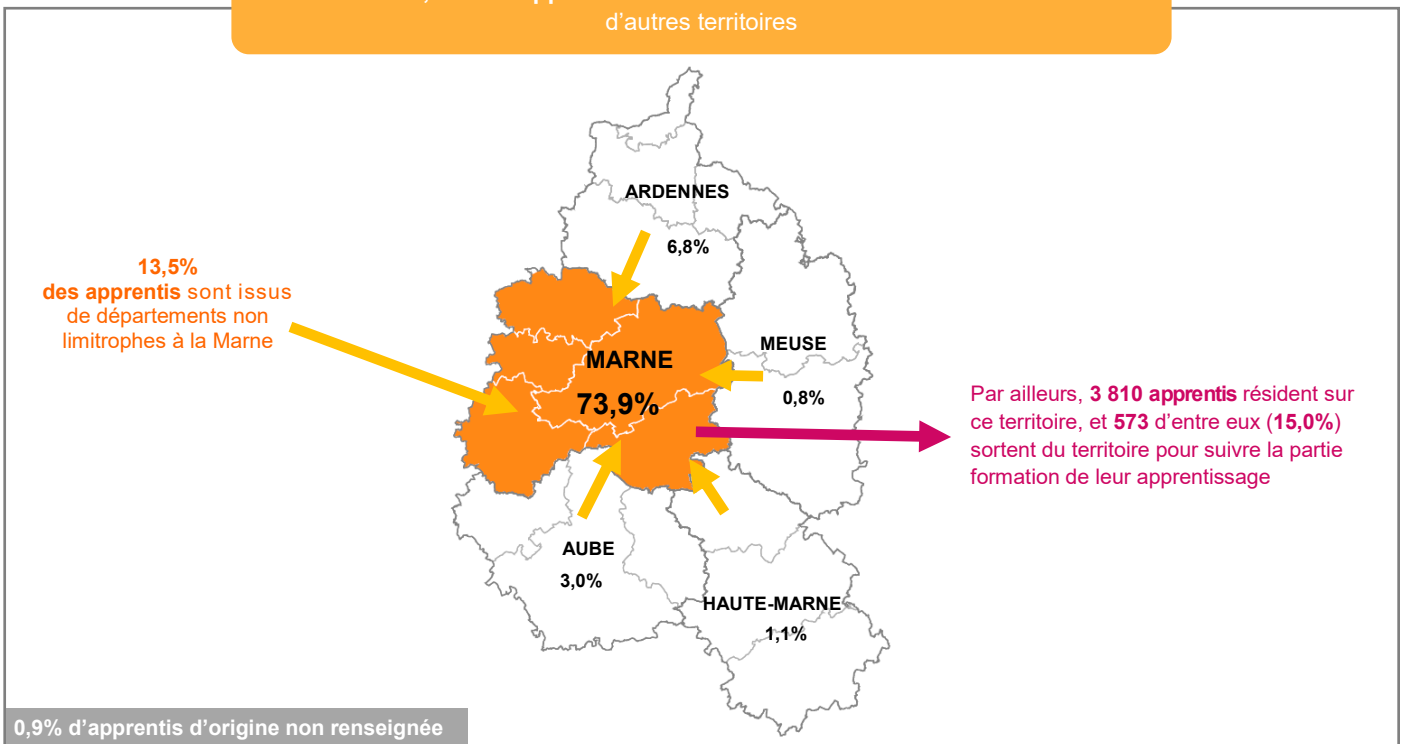 d'autres territoires
ARDENNES
6,8%
13,5%
des apprentis sont issus
de départements non
limitrophes à la Marne
MARNE
73,9%
MEUSE
0,8%
Par ailleurs, 3 810 apprentis résident sur
ce territoire, et 573 d'entre eux (15,0%)
sortent du territoire pour suivre la partie
formation de leur apprentissage
AUBE
3,0%
HAUTE-MARNE
1,1%
0,9% d'apprentis d'origine non renseignée